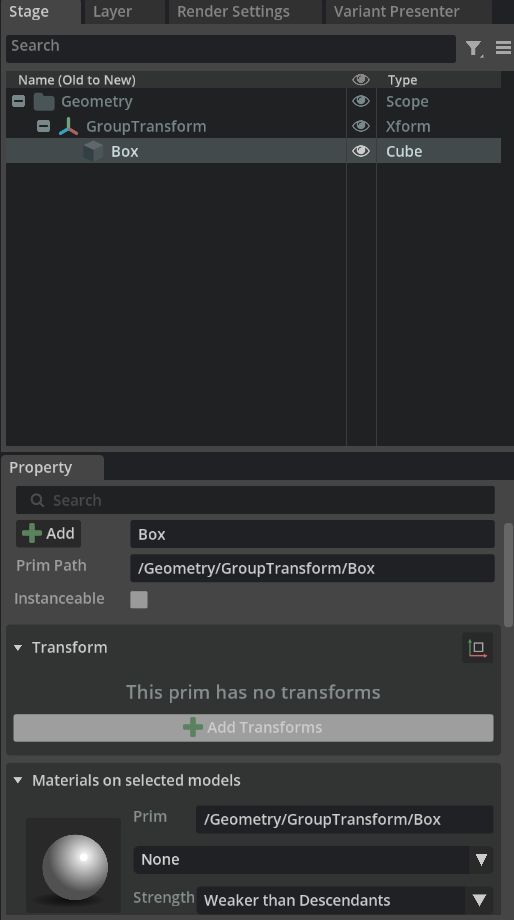 Stage Layer Render Settings Variant Presenter
Search
Name (Old to New) Type
Geometry Scope
GroupTransform Xform
Box Cube
Property
Search
Add Box
Prim Path /Geometry/GroupTransform/Box
Instanceable
Transform
This prim has no transforms
Add Transforms
Materials on selected models
Prim /Geometry/GroupTransform/Box
None
Strength Weaker than Descendants